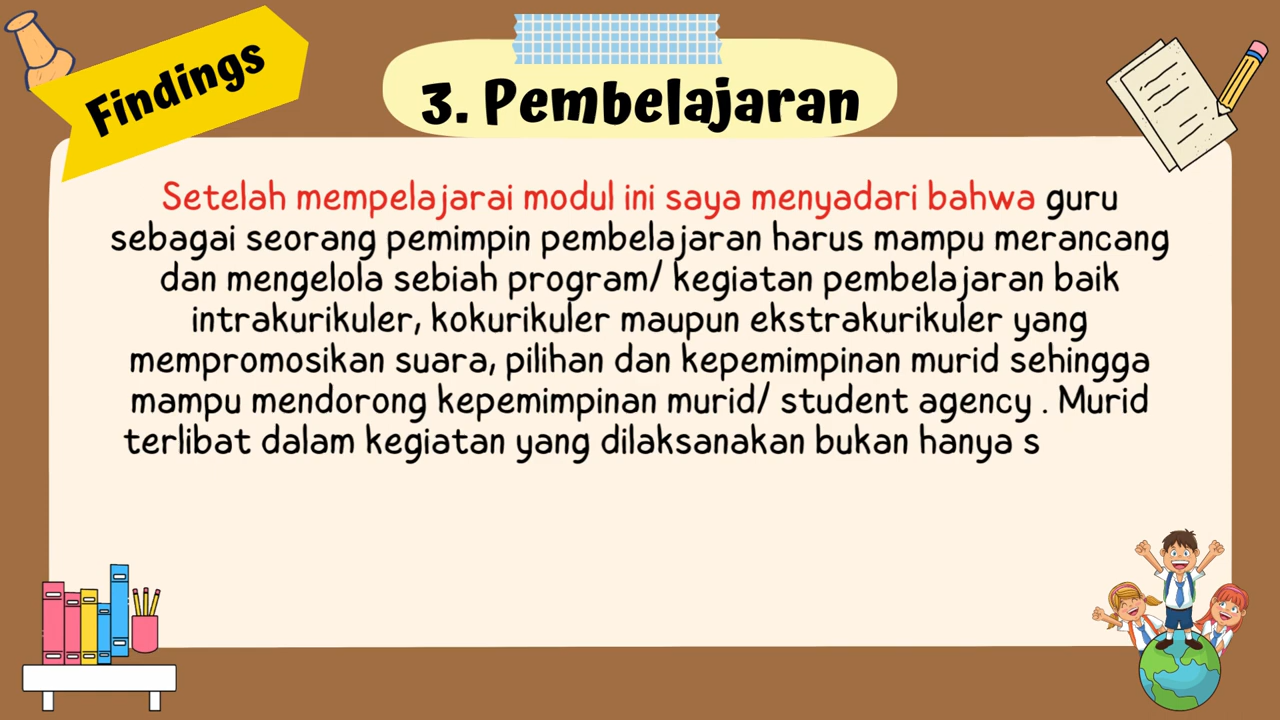 Findings
3. Pembelajaran
Setelah mempelajarai modul ini saya menyadari bahwa guru
sebagai seorang pemimpin pembelajaran harus mampu merancang
dan mengelola sebiah program/ kegiatan pembelajaran baik
intrakurikuler, kokurikuler maupun ekstrakurikuler yang
mempromosikan suara, pilihan dan kepemimpinan murid sehingga
mampu mendorong kepemimpinan murid/ student agency . Murid
terlibat dalam kegiatan yang dilaksanakan bukan hanya s